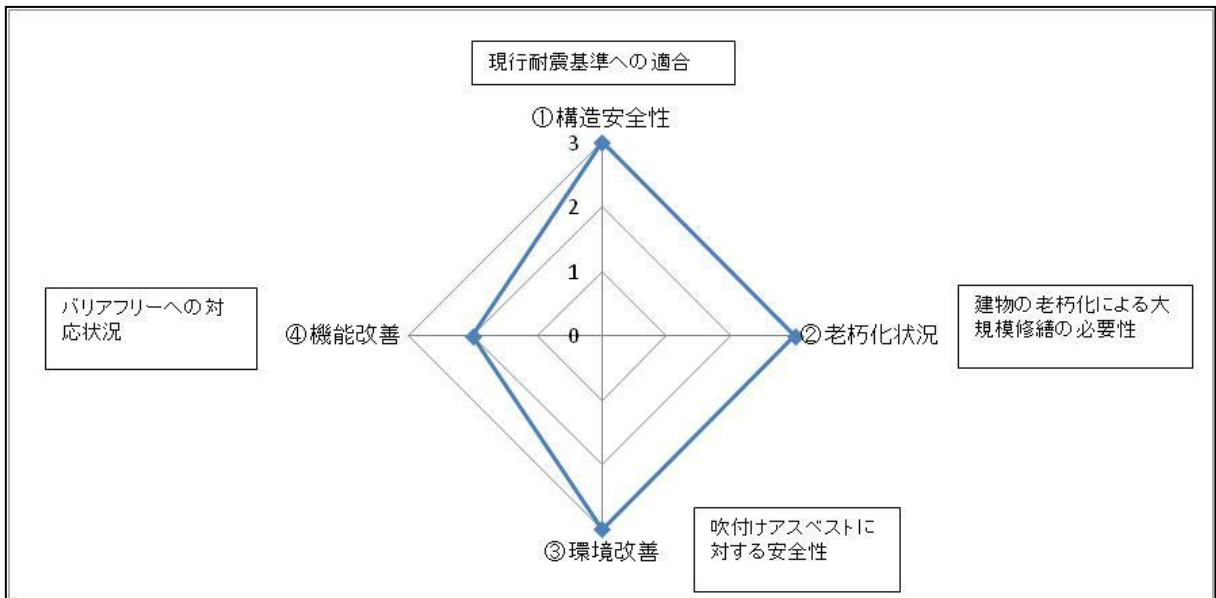 現行耐震基準への適合
①構造安全性
3
2
1
0
バリアフリーへの対
応状況
④機能改善
②老朽化状況
建物の老朽化による大
規模修繕の必要性
③環境改善
吹付けアスベストに
対する安全性